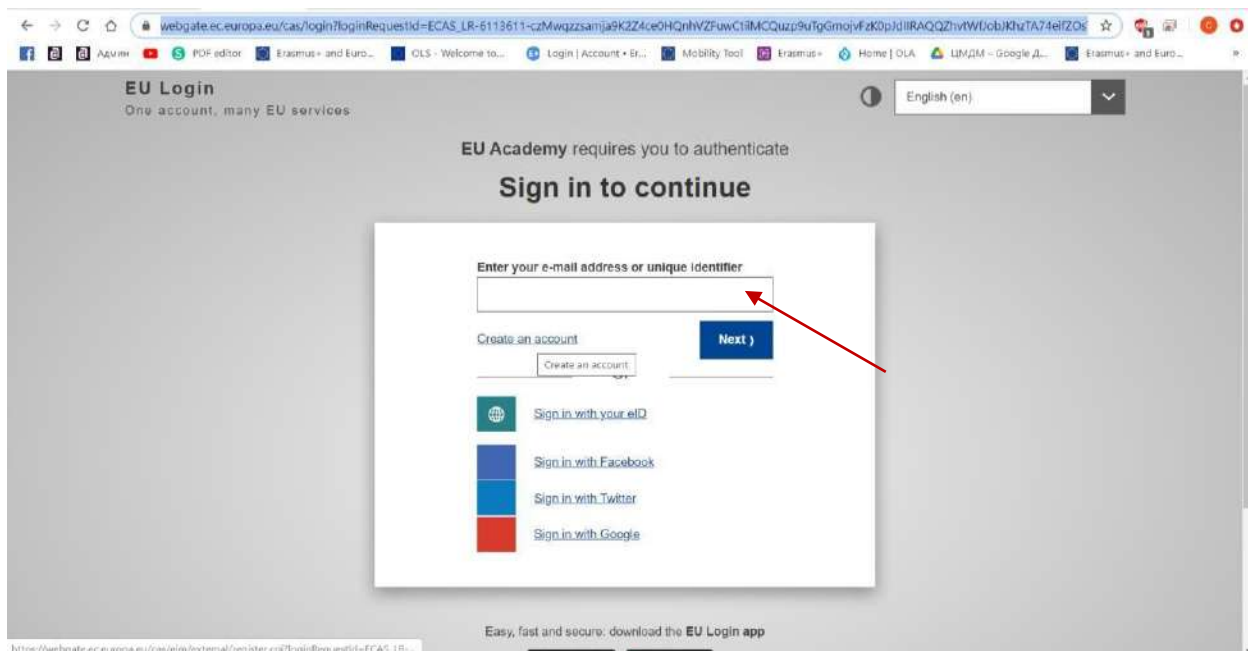 webgate.ec.europa.eu/cas/login?loginRequestId=ECAS_LR-6113611-
Админ PDF editor Erasmus+ and Euro... OLS - Welcome to... Login | Account • Er... Mobility Tool Erasmus+ Home | OLA ЦМДМ – Google Д... Erasmus+ and Euro...
EU Login
One account, many EU services
English (en)
EU Academy requires you to authenticate
Sign in to continue
Enter your e-mail address or unique identifier
Create an account
Next
Create an account
Sign in with your eID
Sign in with Facebook
Sign in with Twitter
Sign in with Google
Easy, fast and secure: download the EU Login app